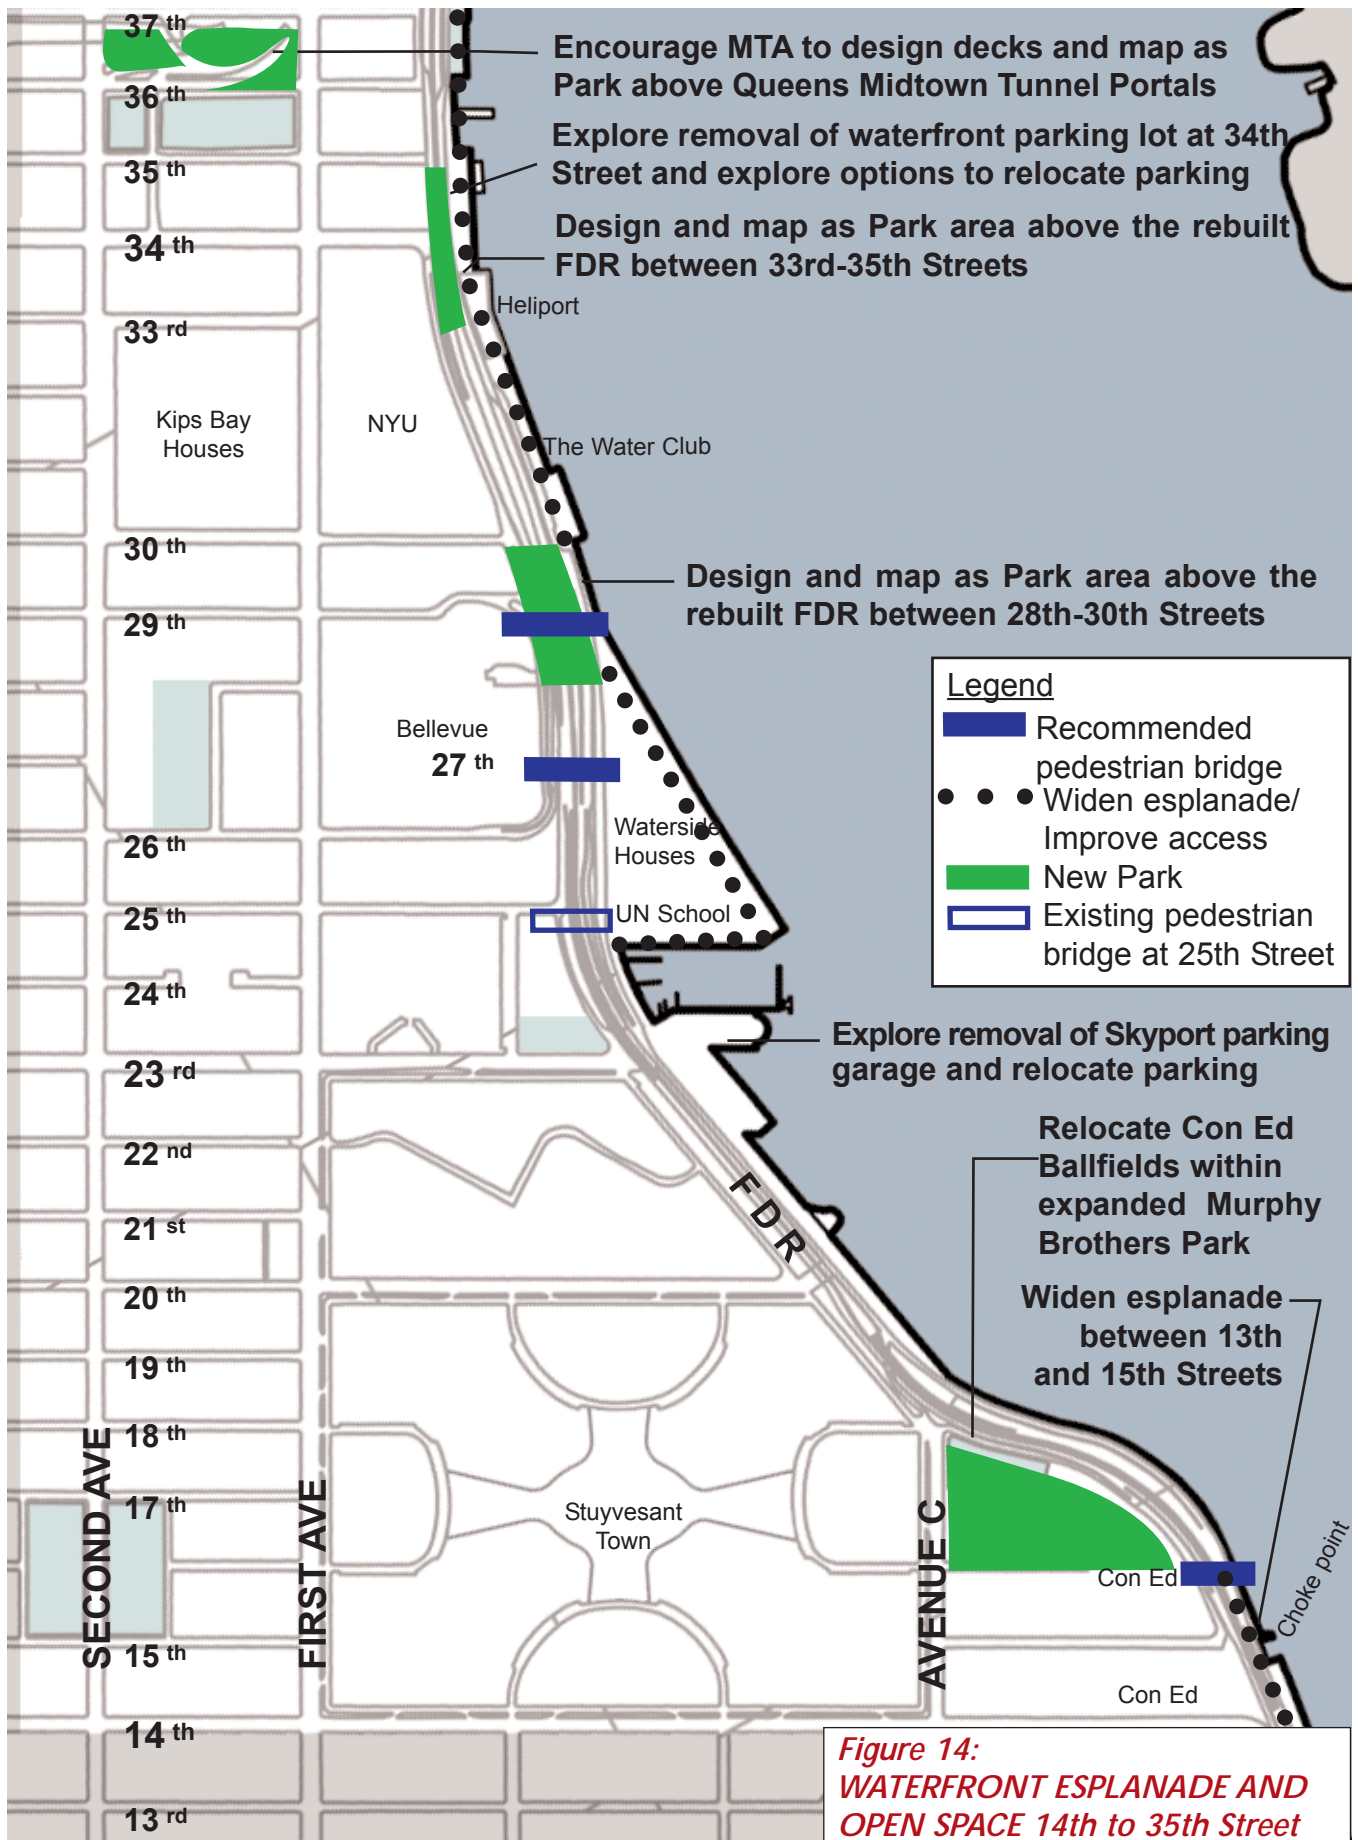 37 th
Encourage MTA to design decks and map as
Park above Queens Midtown Tunnel Portals
36 th
Explore removal of waterfront parking lot at 34th
Street and explore options to relocate parking
35 th
Design and map as Park area above the rebuilt
FDR between 33rd-35th Streets
34 th
Heliport
33 rd
Kips Bay
Houses
NYU
The Water Club
30 th
Design and map as Park area above the
rebuilt FDR between 28th-30th Streets
29 th
Legend
Recommended
pedestrian bridge
Widen esplanade/
Improve access
New Park
Existing pedestrian
bridge at 25th Street
Bellevue
27 th
Waterside
Houses
26 th
UN School
25 th
24 th
Explore removal of Skyport parking
garage and relocate parking
23 rd
Relocate Con Ed
Ballfields within
expanded Murphy
Brothers Park
22 nd
FDR
21 st
20 th
Widen esplanade
between 13th
and 15th Streets
19 th
18 th
SECOND AVE
FIRST AVE
AVENUE C
17 th
Stuyvesant
Town
Con Ed
Choke point
15 th
Con Ed
14 th
13 rd
Figure 14:
WATERFRONT ESPLANADE AND
OPEN SPACE 14th to 35th Street